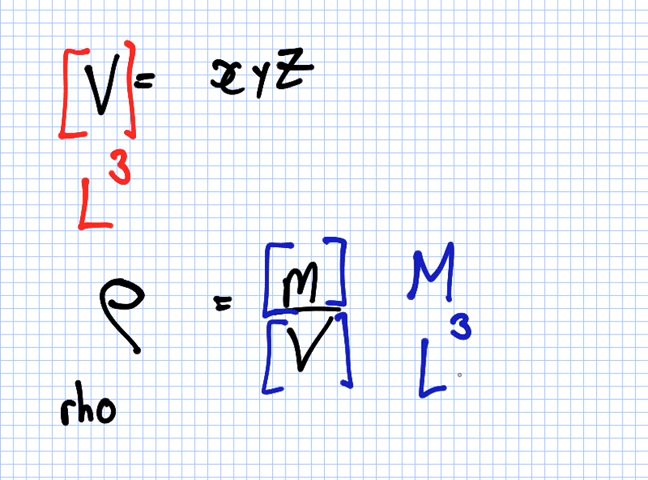 [V] = xyz
L³
ρ = [m] M
[V] L³
rho